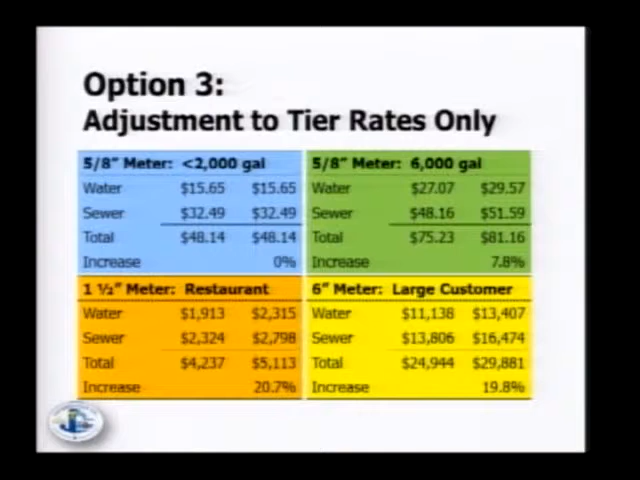 Option 3:
Adjustment to Tier Rates Only
5/8" Meter: <2,000 gal
Water $15.65 $15.65
Sewer $32.49 $32.49
Total $48.14 $48.14
Increase 0%
5/8" Meter: 6,000 gal
Water $27.07 $29.57
Sewer $48.16 $51.59
Total $75.23 $81.16
Increase 7.8%
1 ½" Meter: Restaurant
Water $1,913 $2,315
Sewer $2,324 $2,798
Total $4,237 $5,113
Increase 20.7%
6" Meter: Large Customer
Water $11,138 $13,407
Sewer $13,806 $16,474
Total $24,944 $29,881
Increase 19.8%